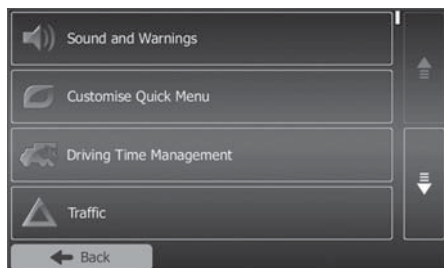 Sound and Warnings
Customise Quick Menu
Driving Time Management
Traffic
Back